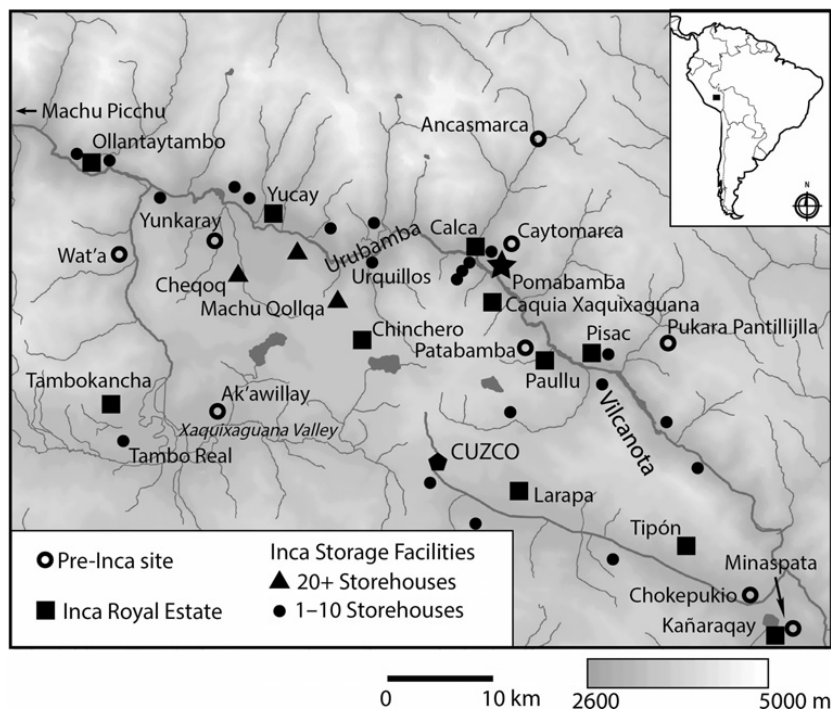 ← Machu Picchu
Ollantaytambo
Ancasmarca
N
Yucay
Yunkaray
Wat'a
Urubamba
Calca
Caytomarca
Cheqoq
Urquillos
Pomabamba
Machu Qollqa
Caquia Xaquixaguana
Chinchero
Pisac
Pukara Pantillijlla
Patabamba
Paullu
Tambokancha
Ak'awillay
Vilcanota
Xaquixaguana Valley
CUZCO
Tambo Real
Larapa
Tipón
Minaspata
Chokepukio
Kañaraqay
Pre-Inca site
Inca Royal Estate
Inca Storage Facilities
20+ Storehouses
1–10 Storehouses
0 10 km
2600 5000 m